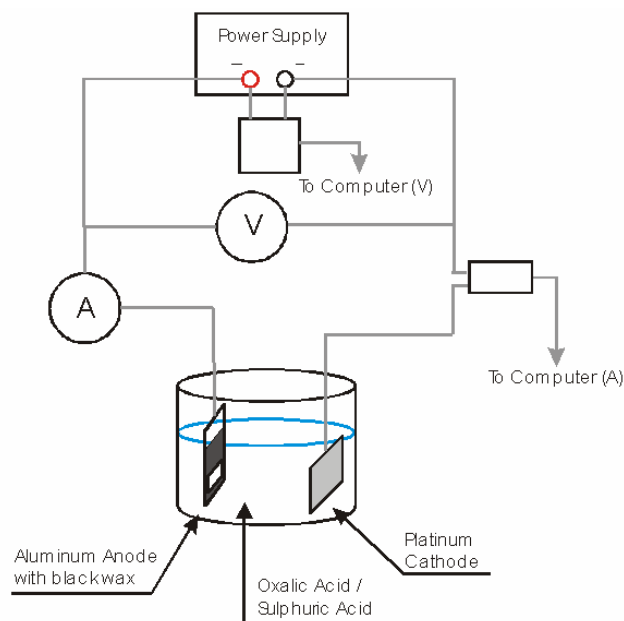 Power Supply
– –
To Computer (V)
V
A
To Computer (A)
Aluminum Anode
with blackwax
Oxalic Acid /
Sulphuric Acid
Platinum
Cathode